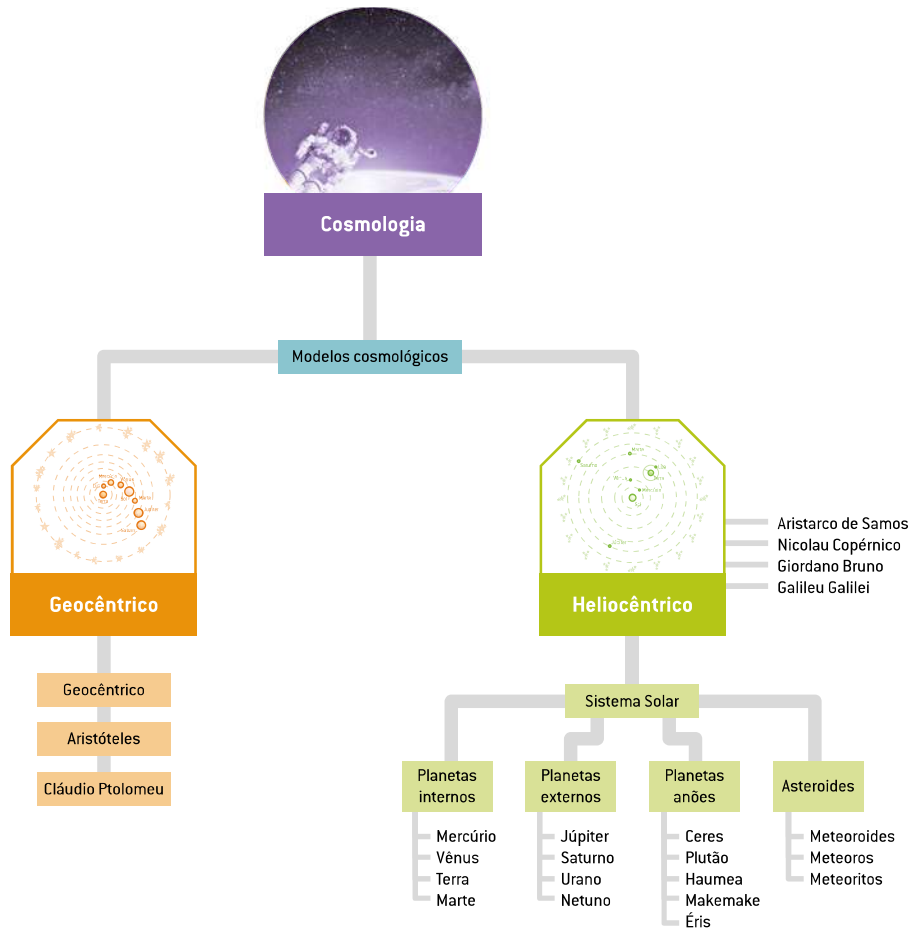 Cosmologia
Modelos cosmológicos
Geocêntrico
Geocêntrico
Aristóteles
Cláudio Ptolomeu
Heliocêntrico
Aristarco de Samos
Nicolau Copérnico
Giordano Bruno
Galileu Galilei
Sistema Solar
Planetas
internos
Mercúrio
Vênus
Terra
Marte
Planetas
externos
Júpiter
Saturno
Urano
Netuno
Planetas
anões
Ceres
Plutão
Haumea
Makemake
Éris
Asteroides
Meteoroides
Meteoros
Meteoritos